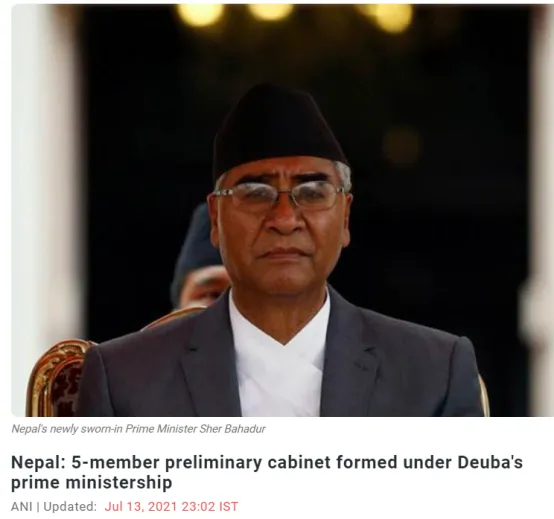 Nepal's newly sworn-in Prime Minister Sher Bahadur
Nepal: 5-member preliminary cabinet formed under Deuba's
prime ministership
ANI | Updated: Jul 13, 2021 23:02 IST